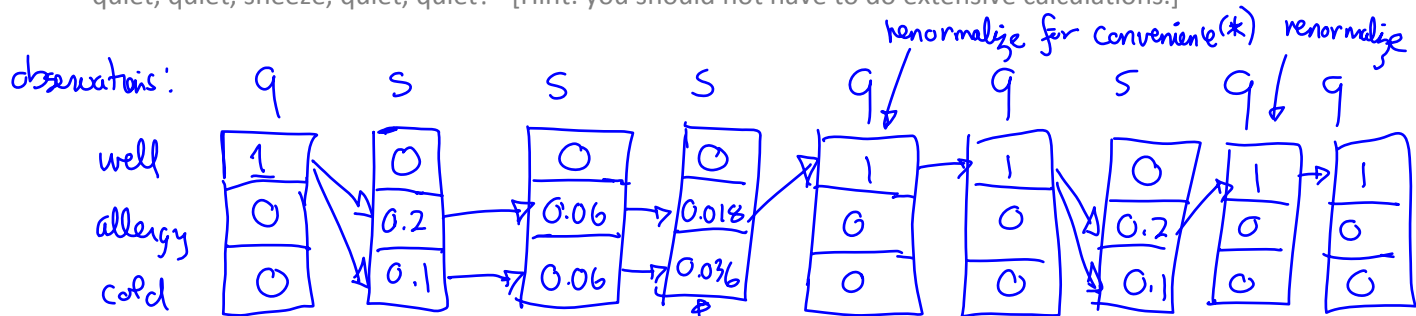 quiet, quiet, sneeze, quiet, quiet? [Hint: you should not have to do extensive calculations.]
renormalize for convenience(*) renormalize
observations: q s s s q q s q q
well 1 0 0 0 1 1 0 1 1
allergy 0 0.2 0.06 0.018 0 0 0.2 0 0
cold 0 0.1 0.06 0.036 0 0 0.1 0 0